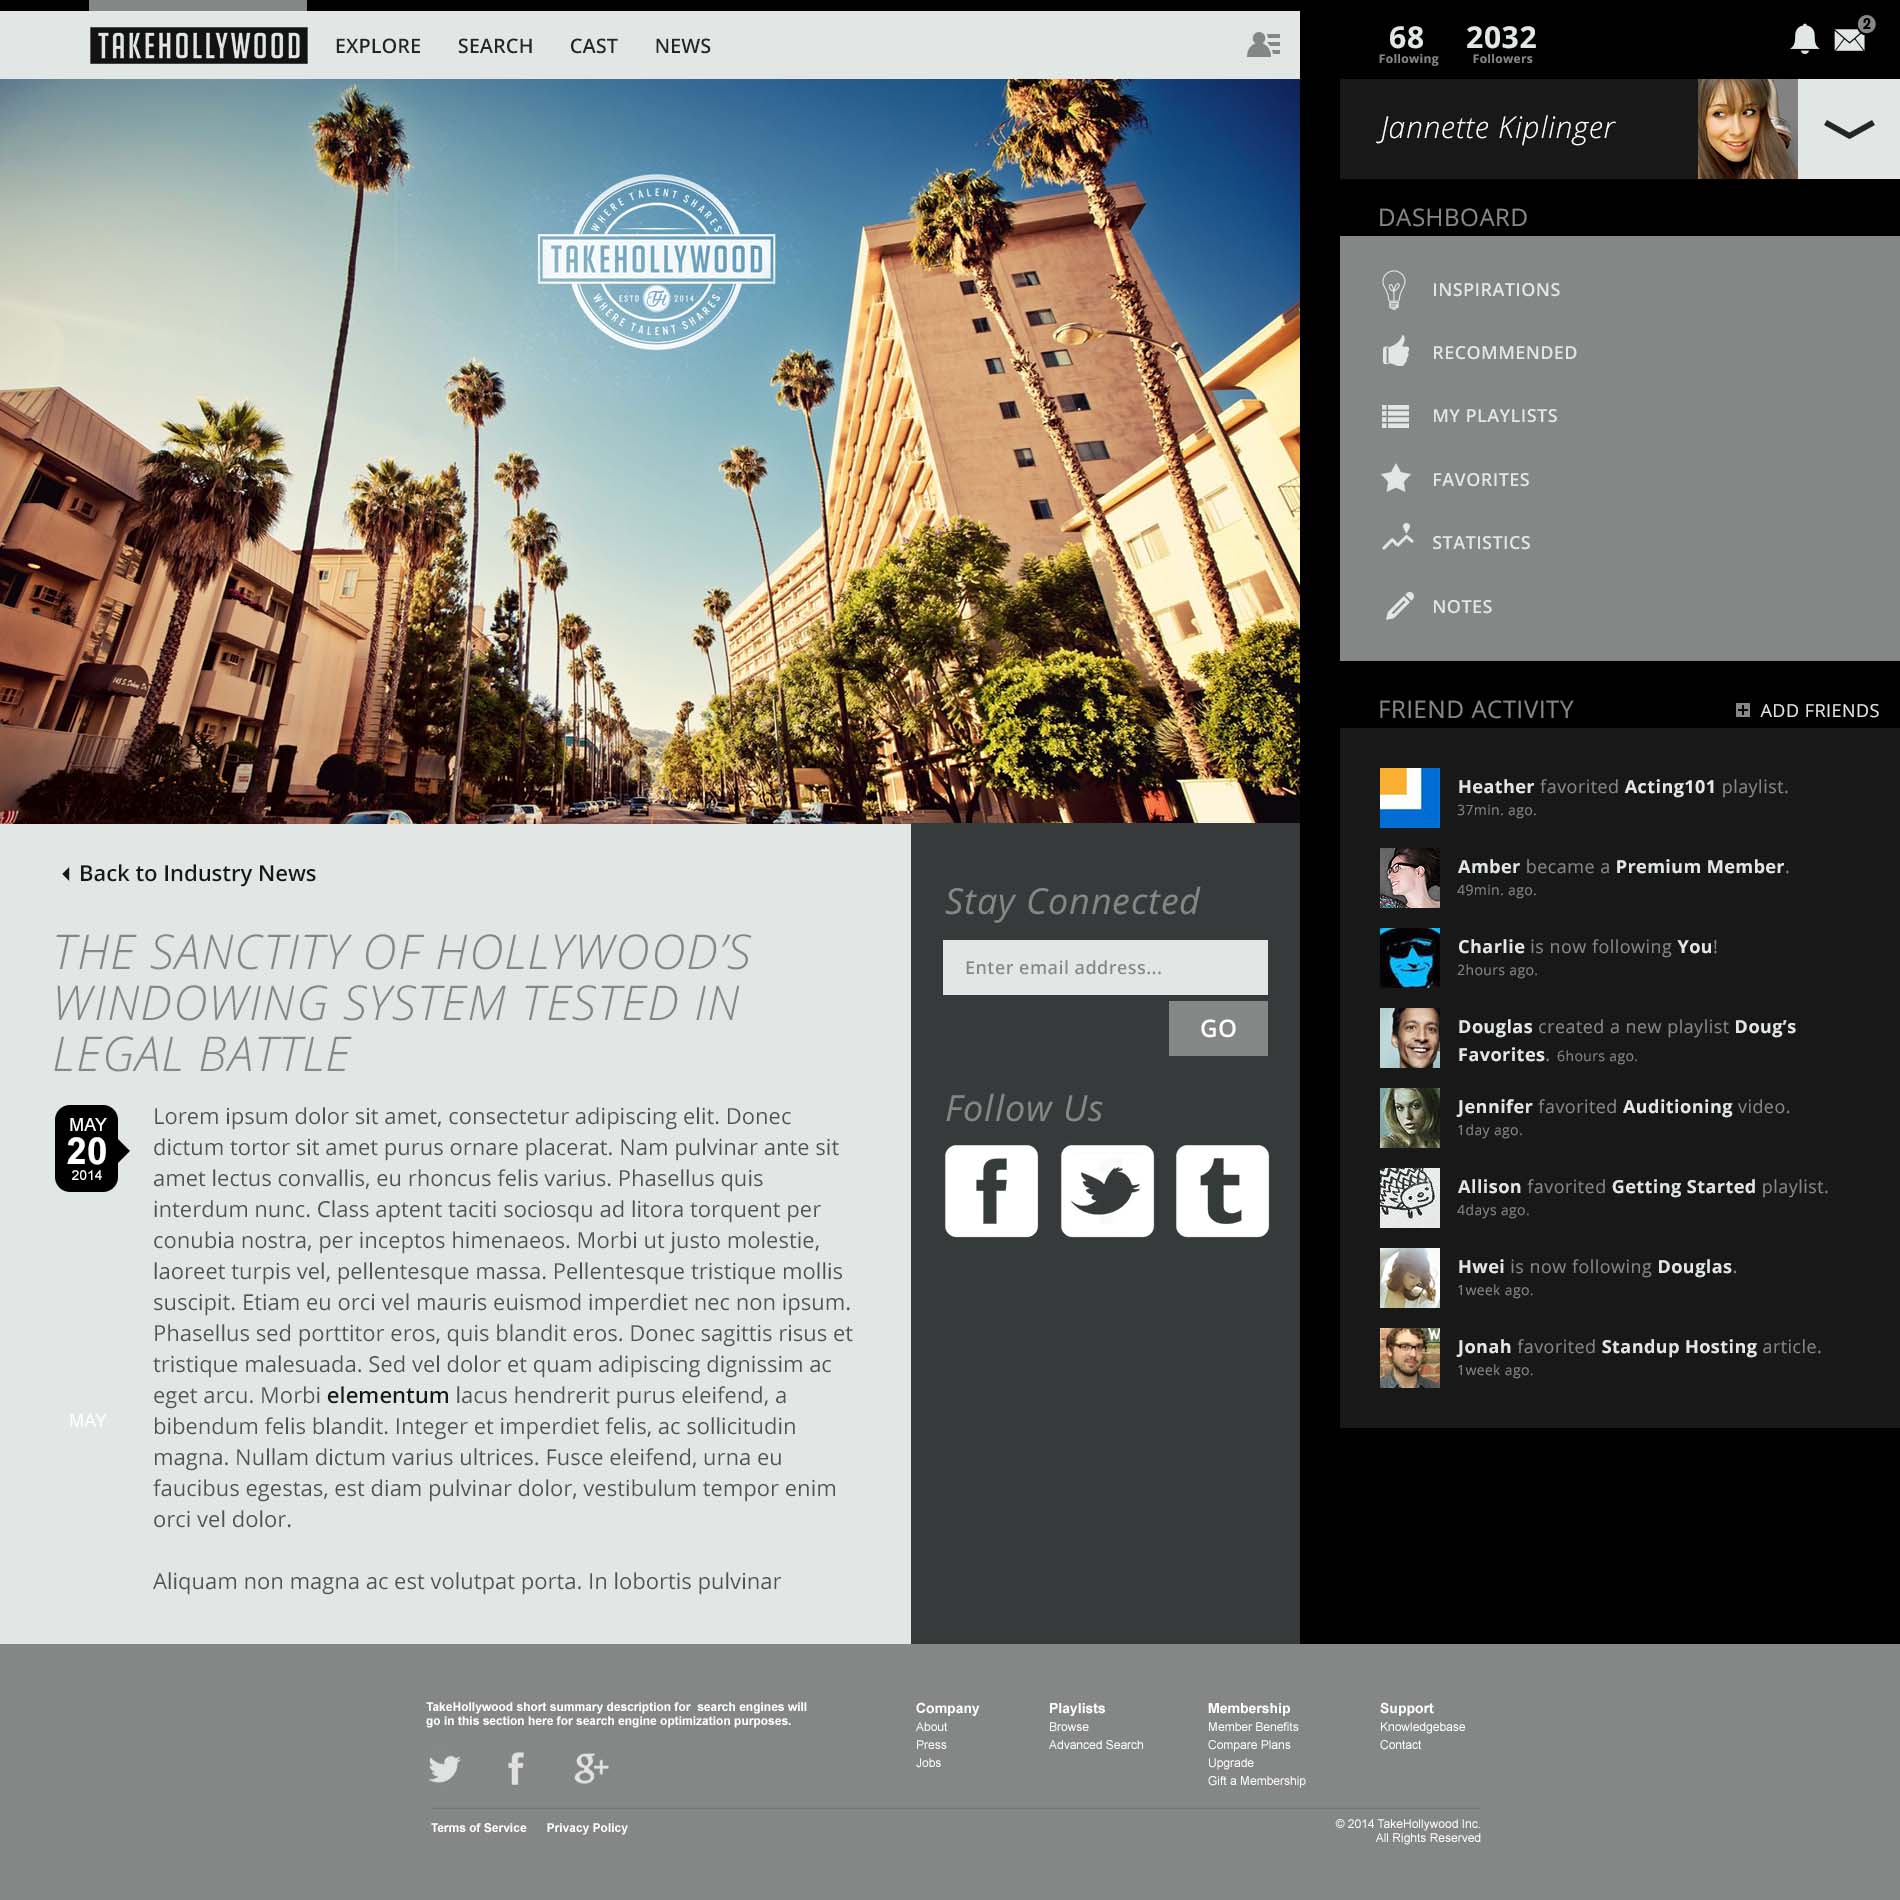 TAKEHOLLYWOOD
EXPLORE
SEARCH
CAST
NEWS
68
Following
2032
Followers
2
Jannette Kiplinger
WHERE TALENT SHARES
TAKEHOLLYWOOD
ESTD TH 2014
WHERE TALENT SHARES
DASHBOARD
INSPIRATIONS
RECOMMENDED
MY PLAYLISTS
FAVORITES
STATISTICS
NOTES
FRIEND ACTIVITY
ADD FRIENDS
Heather favorited Acting101 playlist.
37min. ago.
Amber became a Premium Member.
49min. ago.
Charlie is now following You!
2hours ago.
Douglas created a new playlist Doug’s
Favorites. 6hours ago.
Jennifer favorited Auditioning video.
1day ago.
Allison favorited Getting Started playlist.
4days ago.
Hwei is now following Douglas.
1week ago.
Jonah favorited Standup Hosting article.
1week ago.
Back to Industry News
THE SANCTITY OF HOLLYWOOD’S
WINDOWING SYSTEM TESTED IN
LEGAL BATTLE
MAY
20
2014
Lorem ipsum dolor sit amet, consectetur adipiscing elit. Donec
dictum tortor sit amet purus ornare placerat. Nam pulvinar ante sit
amet lectus convallis, eu rhoncus felis varius. Phasellus quis
interdum nunc. Class aptent taciti sociosqu ad litora torquent per
conubia nostra, per inceptos himenaeos. Morbi ut justo molestie,
laoreet turpis vel, pellentesque massa. Pellentesque tristique mollis
suscipit. Etiam eu orci vel mauris euismod imperdiet nec non ipsum.
Phasellus sed porttitor eros, quis blandit eros. Donec sagittis risus et
tristique malesuada. Sed vel dolor et quam adipiscing dignissim ac
eget arcu. Morbi elementum lacus hendrerit purus eleifend, a
bibendum felis blandit. Integer et imperdiet felis, ac sollicitudin
magna. Nullam dictum varius ultrices. Fusce eleifend, urna eu
faucibus egestas, est diam pulvinar dolor, vestibulum tempor enim
orci vel dolor.
MAY
Aliquam non magna ac est volutpat porta. In lobortis pulvinar
Stay Connected
Enter email address...
GO
Follow Us
TakeHollywood short summary description for search engines will
go in this section here for search engine optimization purposes.
Company
About
Press
Jobs
Playlists
Browse
Advanced Search
Membership
Member Benefits
Compare Plans
Upgrade
Gift a Membership
Support
Knowledgebase
Contact
Terms of Service
Privacy Policy
© 2014 TakeHollywood Inc.
All Rights Reserved